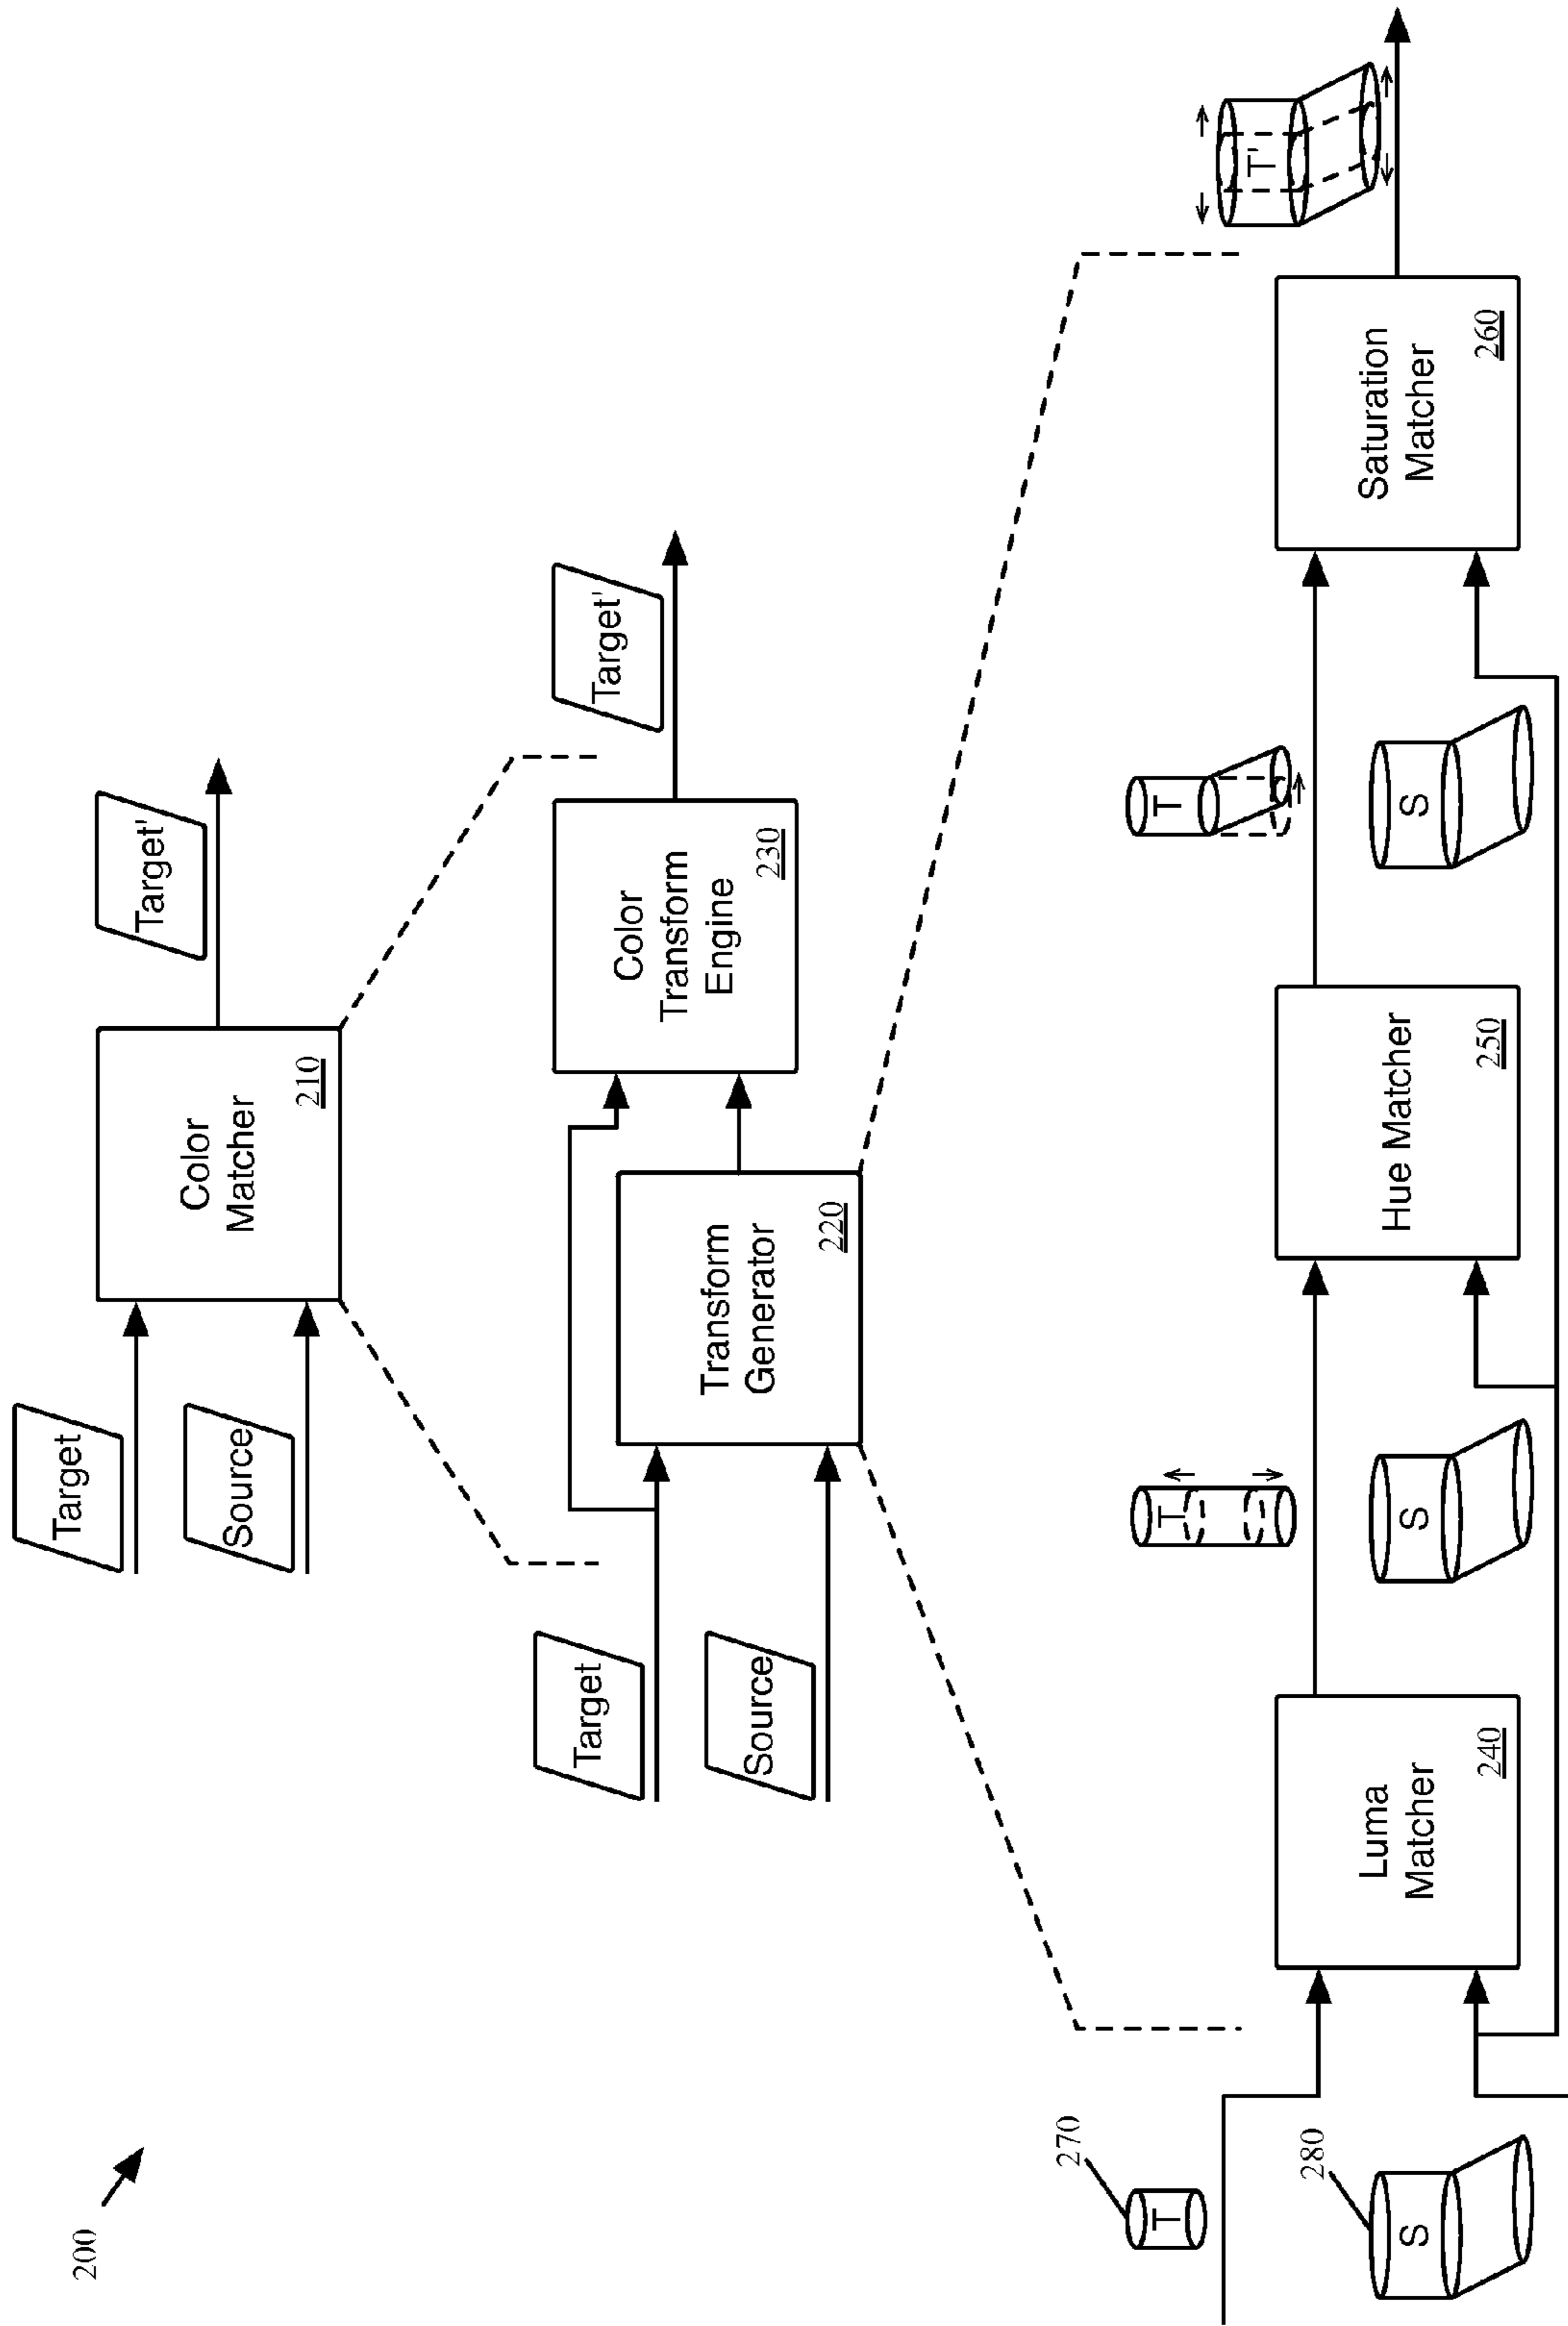 200
Target
Source
Color
Matcher
210
Target'
Target
Source
Transform
Generator
220
Color
Transform
Engine
230
Target'
270
T
280
S
Luma
Matcher
240
T
S
Hue Matcher
250
T
S
Saturation
Matcher
260
T'